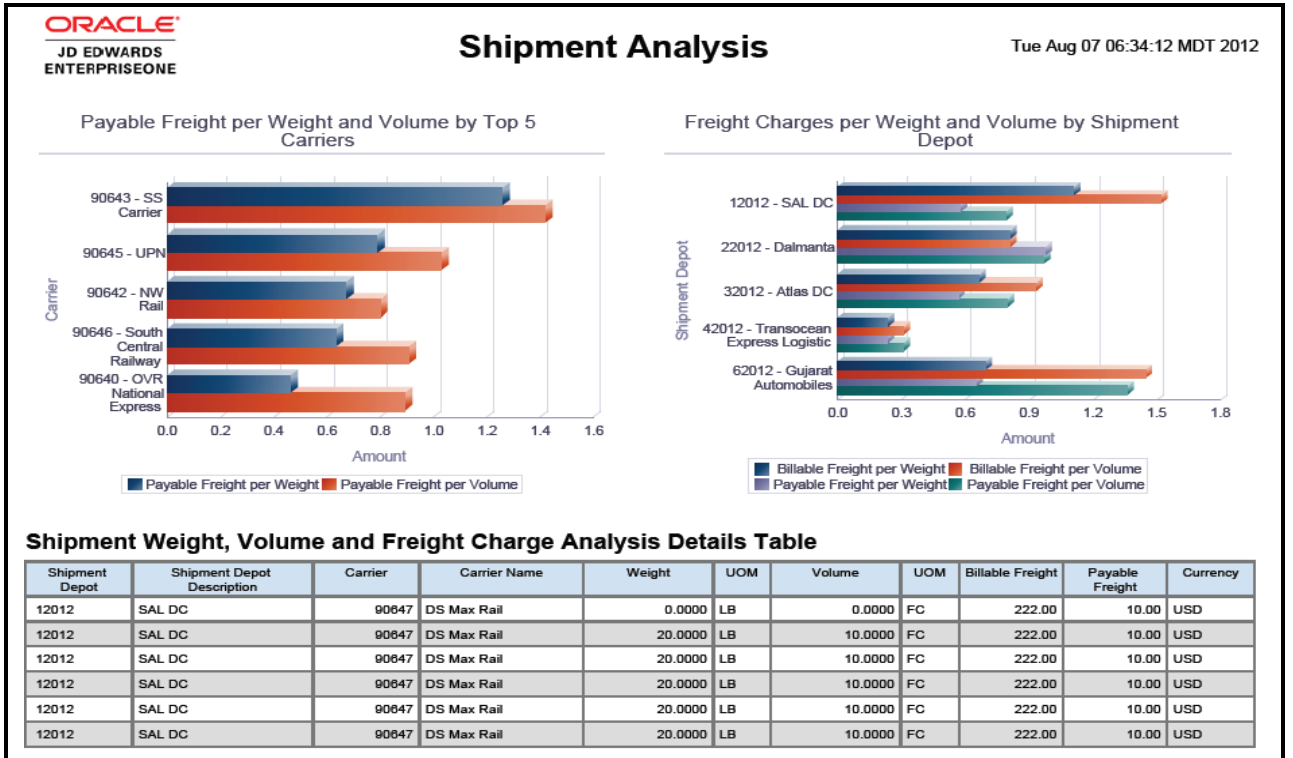 ORACLE
JD EDWARDS
ENTERPRISEONE
Shipment Analysis
Tue Aug 07 06:34:12 MDT 2012
Payable Freight per Weight and Volume by Top 5
Carriers
Carrier
90643 - SS
Carrier
90645 - UPN
90642 - NW
Rail
90646 - South
Central
Railway
90640 - OVR
National
Express
0.0 0.2 0.4 0.6 0.8 1.0 1.2 1.4 1.6
Amount
Payable Freight per Weight Payable Freight per Volume
Freight Charges per Weight and Volume by Shipment
Depot
Shipment Depot
12012 - SAL DC
22012 - Dalmanta
32012 - Atlas DC
42012 - Transocean
Express Logistic
62012 - Gujarat
Automobiles
0.0 0.3 0.6 0.9 1.2 1.5 1.8
Amount
Billable Freight per Weight Billable Freight per Volume
Payable Freight per Weight Payable Freight per Volume
Shipment Weight, Volume and Freight Charge Analysis Details Table
Shipment Depot Shipment Depot Description Carrier Carrier Name Weight UOM Volume UOM Billable Freight Payable Freight Currency
12012 SAL DC 90647 DS Max Rail 0.0000 LB 0.0000 FC 222.00 10.00 USD
12012 SAL DC 90647 DS Max Rail 20.0000 LB 10.0000 FC 222.00 10.00 USD
12012 SAL DC 90647 DS Max Rail 20.0000 LB 10.0000 FC 222.00 10.00 USD
12012 SAL DC 90647 DS Max Rail 20.0000 LB 10.0000 FC 222.00 10.00 USD
12012 SAL DC 90647 DS Max Rail 20.0000 LB 10.0000 FC 222.00 10.00 USD
12012 SAL DC 90647 DS Max Rail 20.0000 LB 10.0000 FC 222.00 10.00 USD